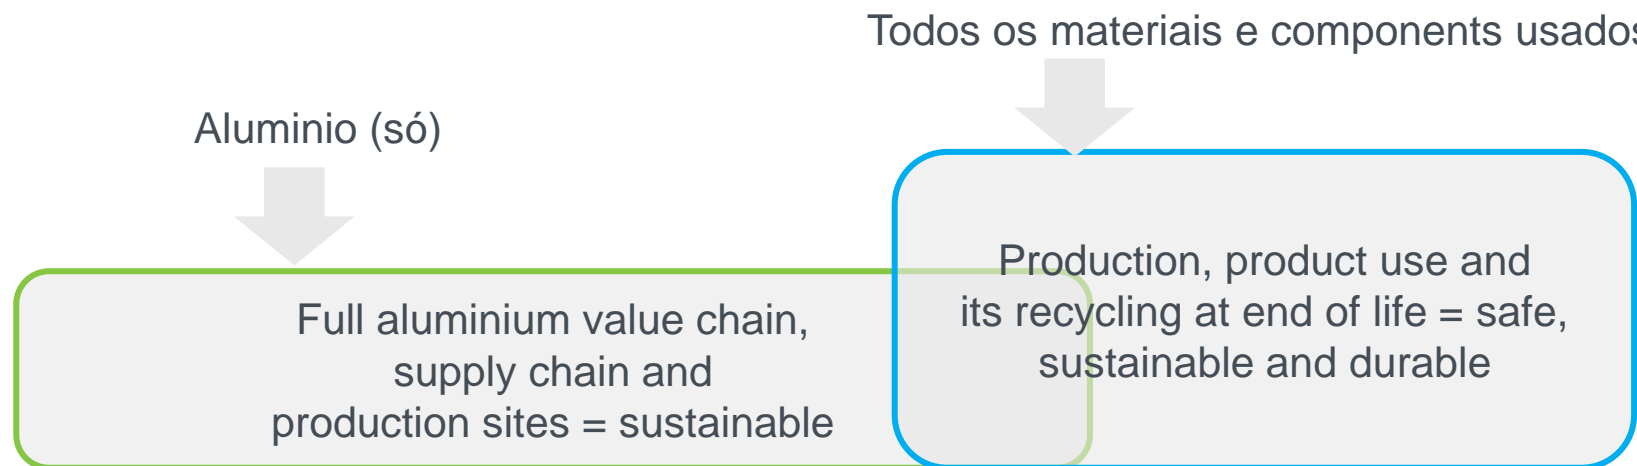 Todos os materiais e components usados
Aluminio (só)
Full aluminium value chain,
supply chain and
production sites = sustainable
Production, product use and
its recycling at end of life = safe,
sustainable and durable